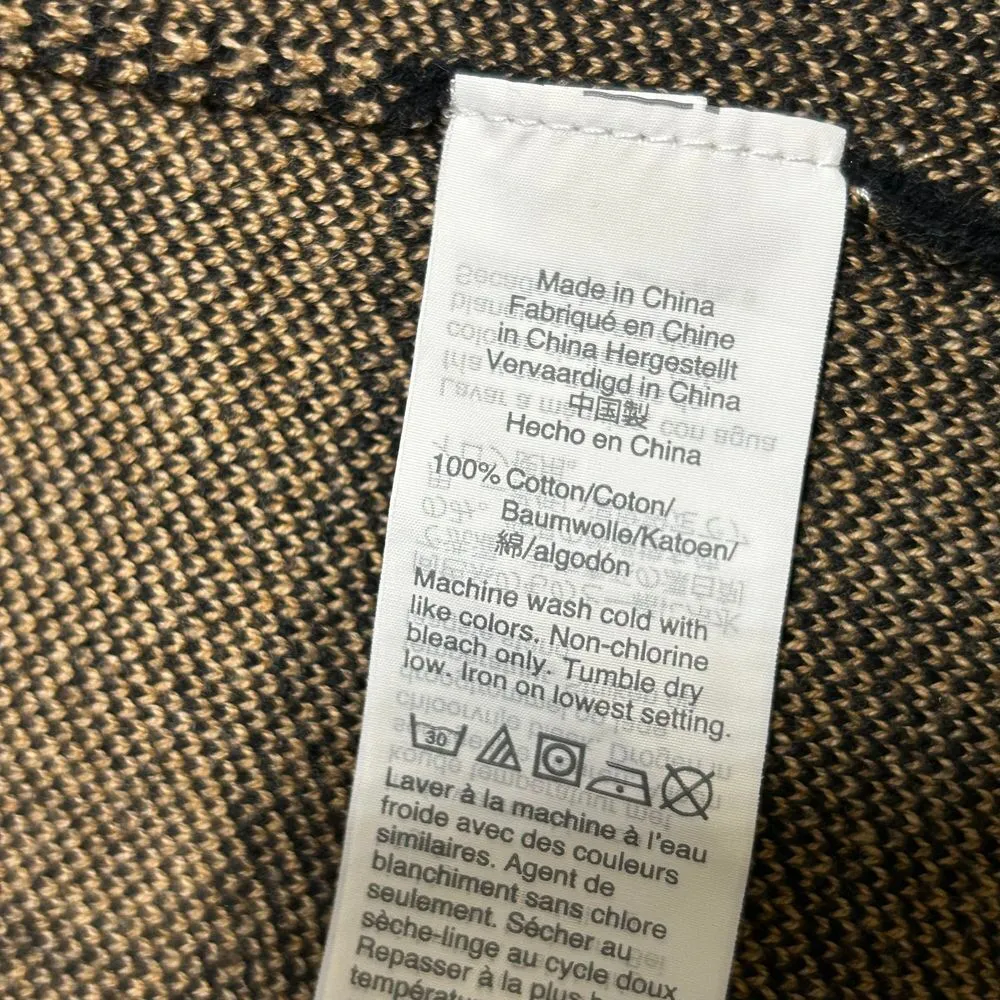 Made in China
Fabriqué en Chine
in China Hergestellt
Vervaardigd in China
中国製
Hecho en China
100% Cotton/Coton/
Baumwolle/Katoen/
綿/algodón
Machine wash cold with
like colors. Non-chlorine
bleach only. Tumble dry
low. Iron on lowest setting.
30
Laver à la machine à l'eau
froide avec des couleurs
similaires. Agent de
blanchiment sans chlore
seulement. Sécher au
sèche-linge au cycle doux
Repasser à la plus